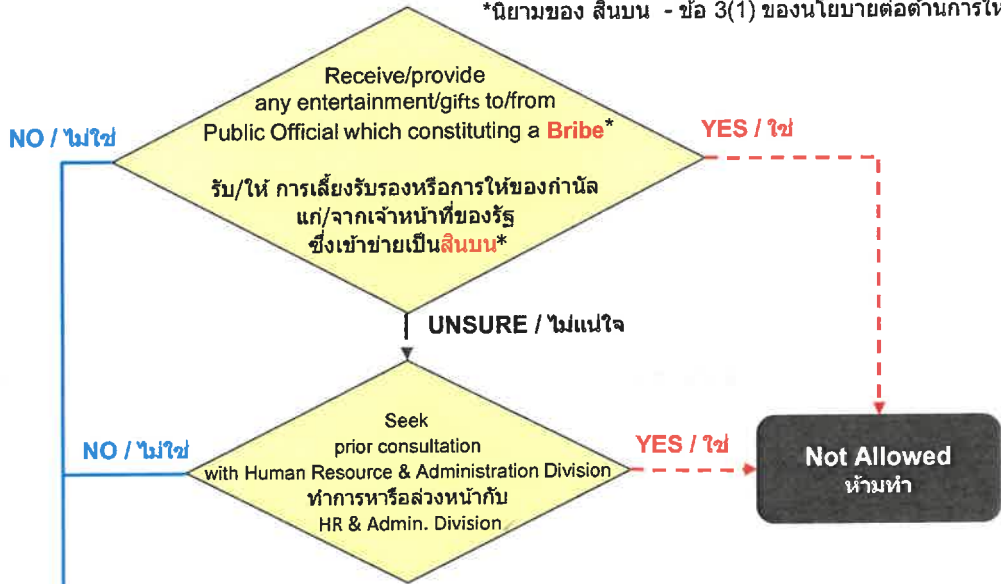 *นิยามของ สินบน - ข้อ 3(1) ของนโยบายต่อต้านการให้
Receive/provide
any entertainment/gifts to/from
Public Official which constituting a Bribe*
รับ/ให้ การเลี้ยงรับรองหรือการให้ของกำนัล
แก่/จากเจ้าหน้าที่ของรัฐ
ซึ่งเข้าข่ายเป็นสินบน*
NO / ไม่ใช่
YES / ใช่
UNSURE / ไม่แน่ใจ
Seek
prior consultation
with Human Resource & Administration Division
ทำการหารือล่วงหน้ากับ
HR & Admin. Division
NO / ไม่ใช่
YES / ใช่
Not Allowed
ห้ามทำ